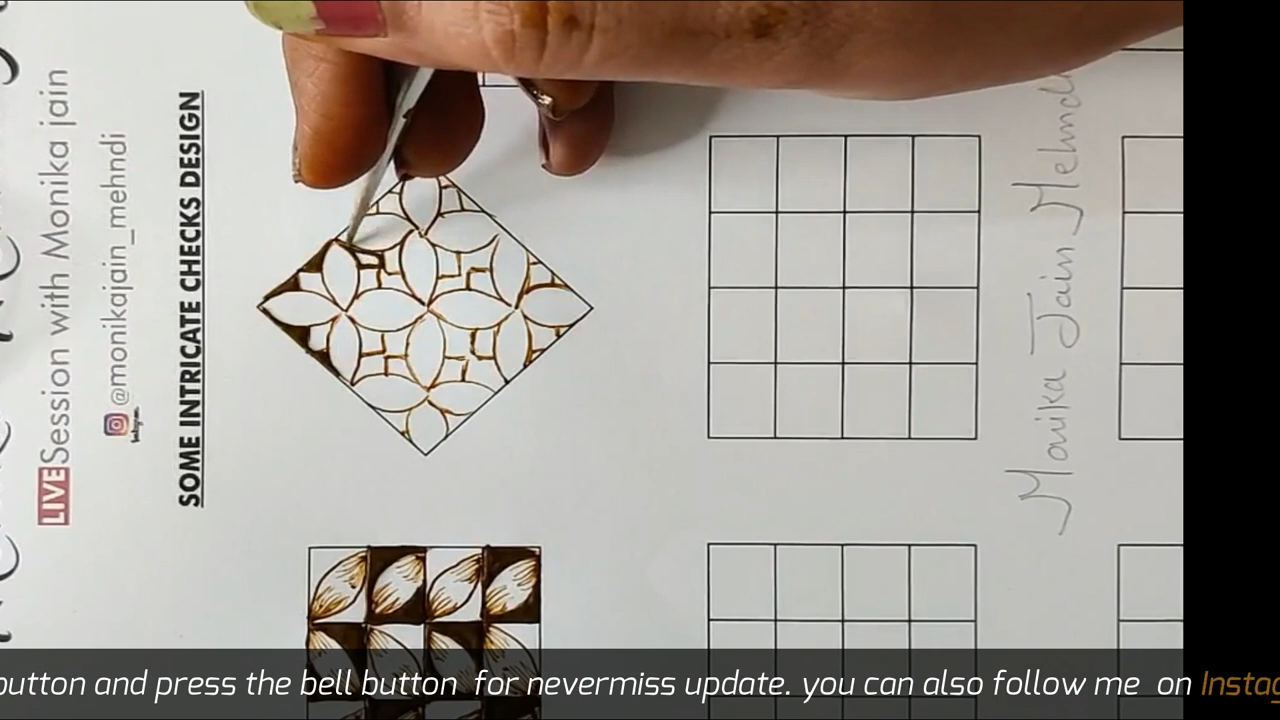 LIVE Session with Monika jain
@monikajain_mehndi
SOME INTRICATE CHECKS DESIGN
Monika Jain Mehnd
button and press the bell button for nevermiss update. you can also follow me on Instag